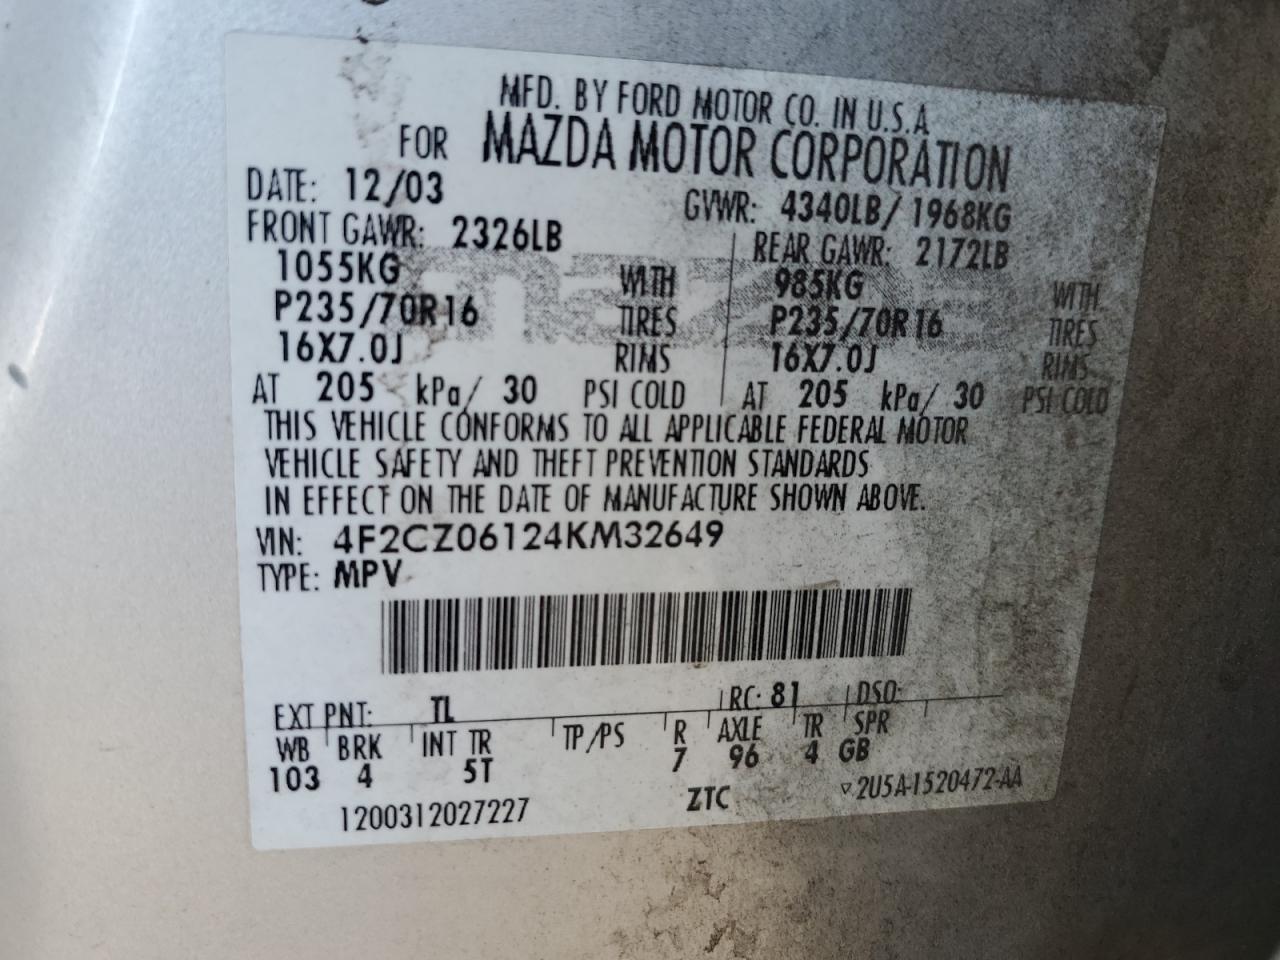 MFD. BY FORD MOTOR CO. IN U.S.A
FOR MAZDA MOTOR CORPORATION
DATE: 12/03 GVWR: 4340LB/ 1968KG
FRONT GAWR: 2326LB REAR GAWR: 2172LB
1055KG WITH 985KG WITH
P235/70R16 TIRES P235/70R16 TIRES
16X7.0J RIMS 16X7.0J RIMS
AT 205 kPa/ 30 PSI COLD AT 205 kPa/ 30 PSI COLD
THIS VEHICLE CONFORMS TO ALL APPLICABLE FEDERAL MOTOR
VEHICLE SAFETY AND THEFT PREVENTION STANDARDS
IN EFFECT ON THE DATE OF MANUFACTURE SHOWN ABOVE.
VIN: 4F2CZ06124KM32649
TYPE: MPV
EXT PNT: TL RC: 81 DSO:
WB BRK INT TR TP/PS R AXLE TR SPR
103 4 5T 7 96 4 GB
1200312027227 ZTC ▿2U5A-1520472-AA